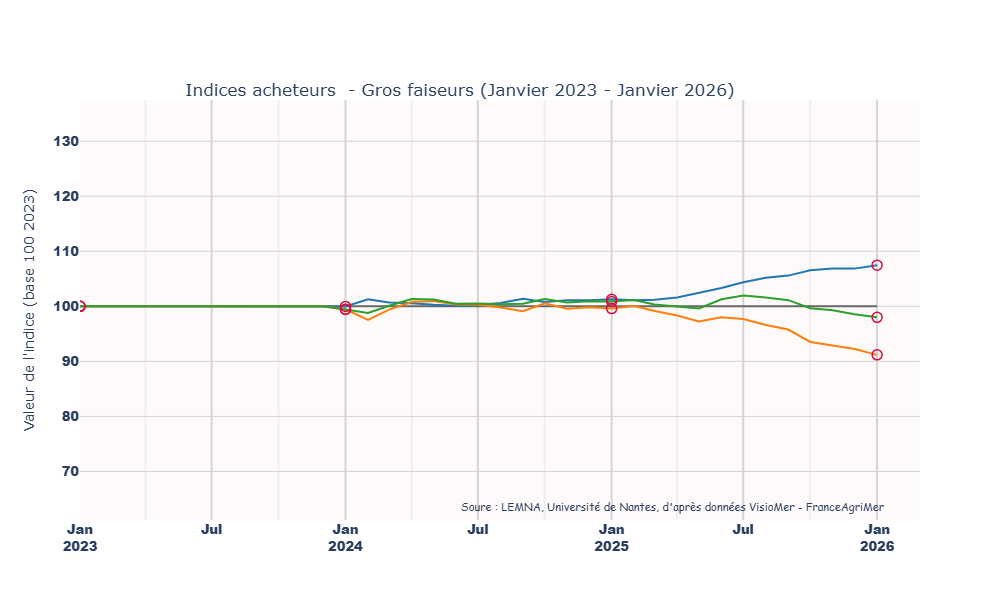 Indices acheteurs  - Gros faiseurs (Janvier 2023 - Janvier 2026)
Valeur de l'indice (base 100 2023)
130
120
110
100
90
80
70
Soure : LEMNA, Université de Nantes, d'après données VisioMer - FranceAgriMer
Jan Jul Jan Jul Jan Jul Jan
2023 2024 2025 2026